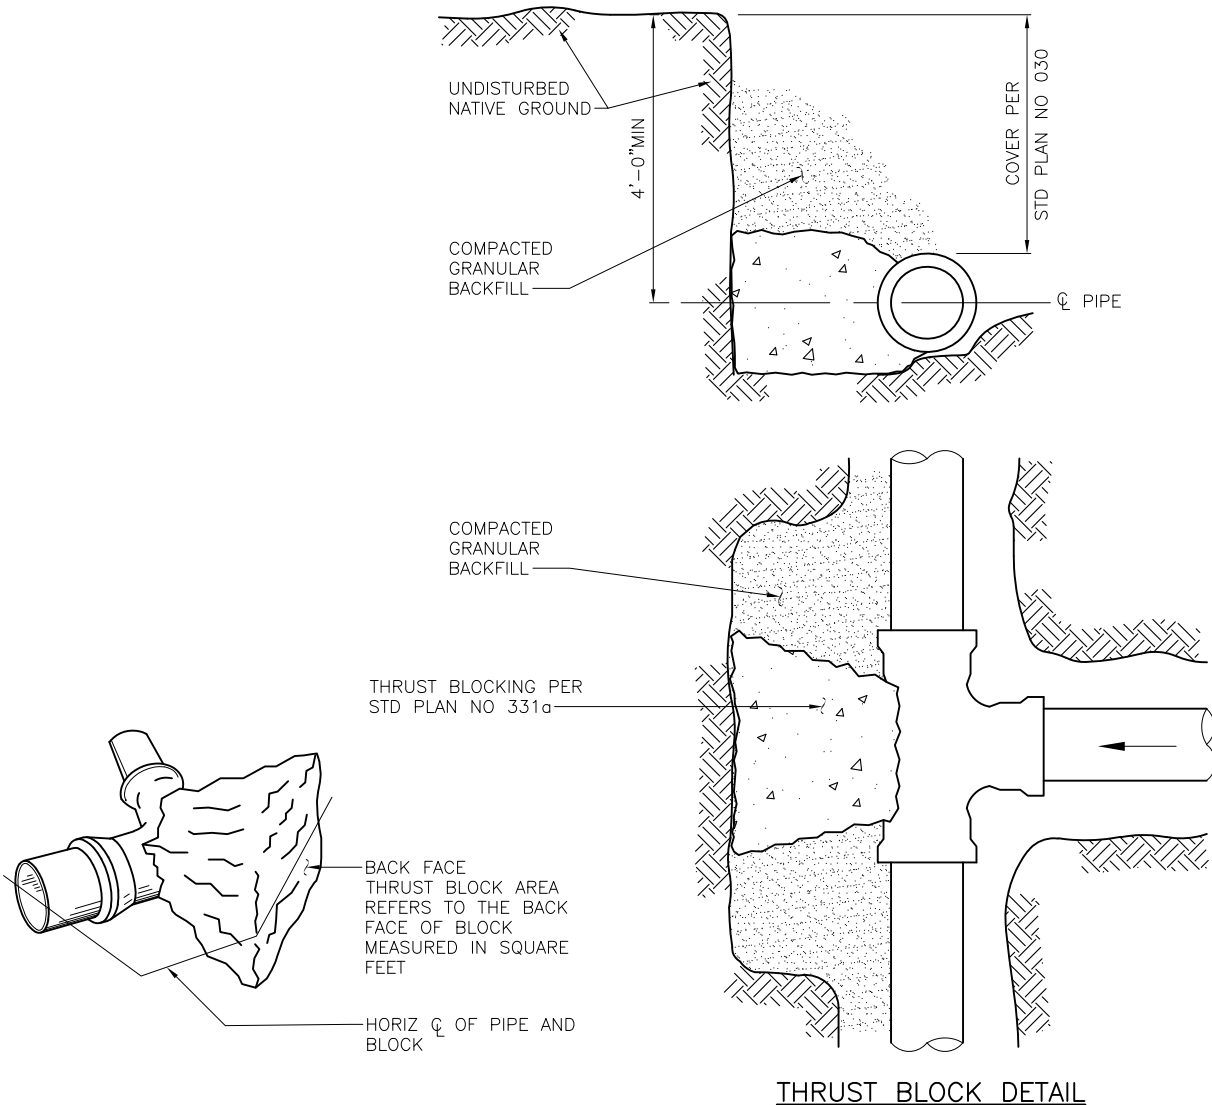 UNDISTURBED
NATIVE GROUND
4'-0"MIN
COVER PER
STD PLAN NO 030
COMPACTED
GRANULAR
BACKFILL
℄ PIPE
COMPACTED
GRANULAR
BACKFILL
THRUST BLOCKING PER
STD PLAN NO 331a
BACK FACE
THRUST BLOCK AREA
REFERS TO THE BACK
FACE OF BLOCK
MEASURED IN SQUARE
FEET
HORIZ ℄ OF PIPE AND
BLOCK
THRUST BLOCK DETAIL